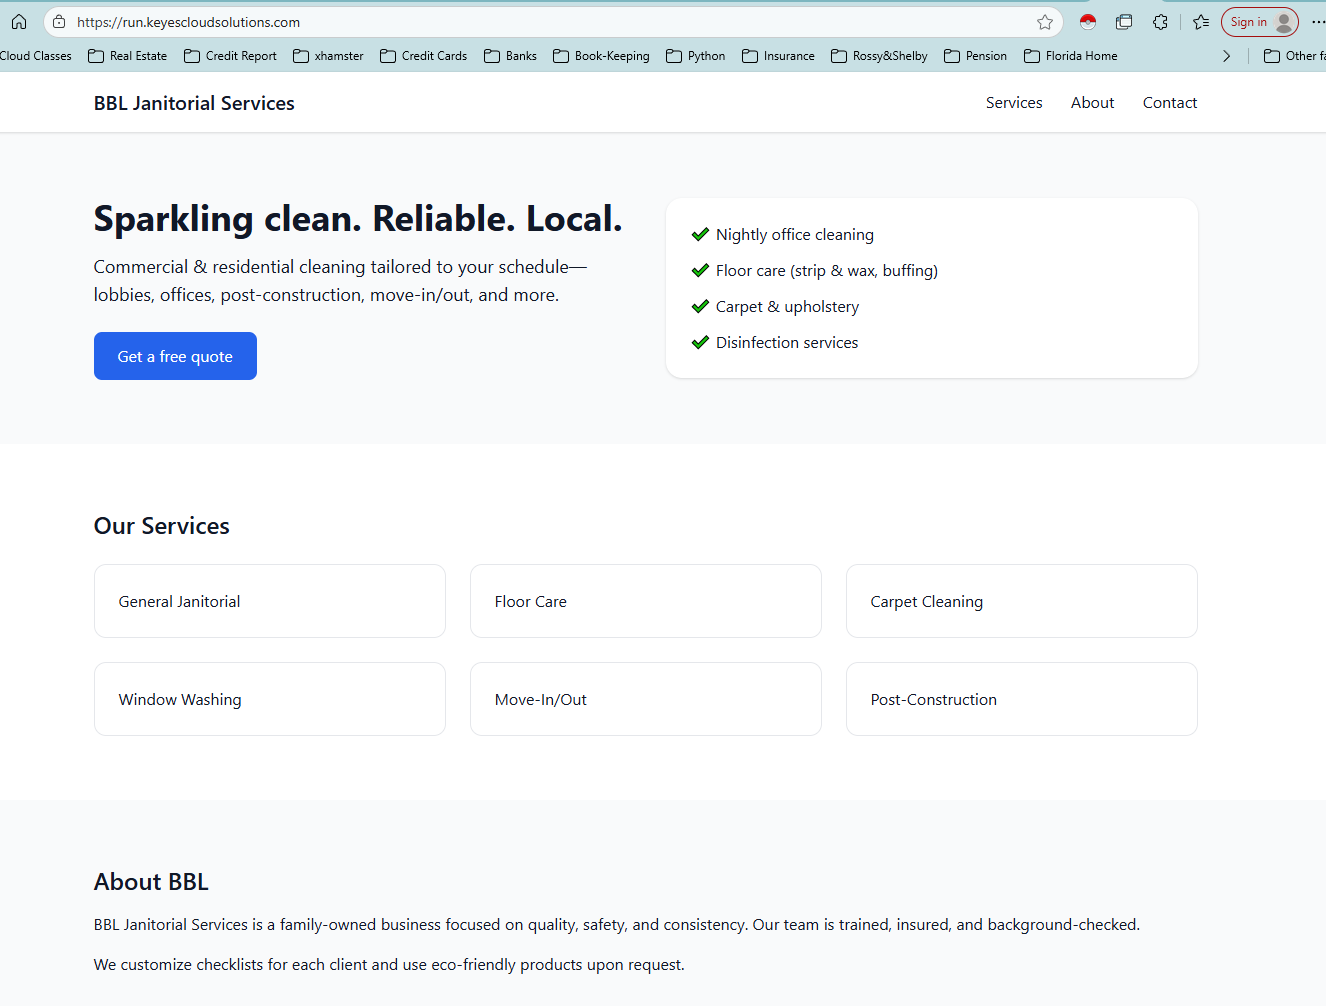 https://run.keyescloudsolutions.com
Sign in
Cloud Classes Real Estate Credit Report xhamster Credit Cards Banks Book-Keeping Python Insurance Rossy&Shelby Pension Florida Home Other fa
BBL Janitorial Services
Services About Contact
Sparkling clean. Reliable. Local.
Commercial & residential cleaning tailored to your schedule—
lobbies, offices, post-construction, move-in/out, and more.
Get a free quote
Nightly office cleaning
Floor care (strip & wax, buffing)
Carpet & upholstery
Disinfection services
Our Services
General Janitorial Floor Care Carpet Cleaning
Window Washing Move-In/Out Post-Construction
About BBL
BBL Janitorial Services is a family-owned business focused on quality, safety, and consistency. Our team is trained, insured, and background-checked.
We customize checklists for each client and use eco-friendly products upon request.